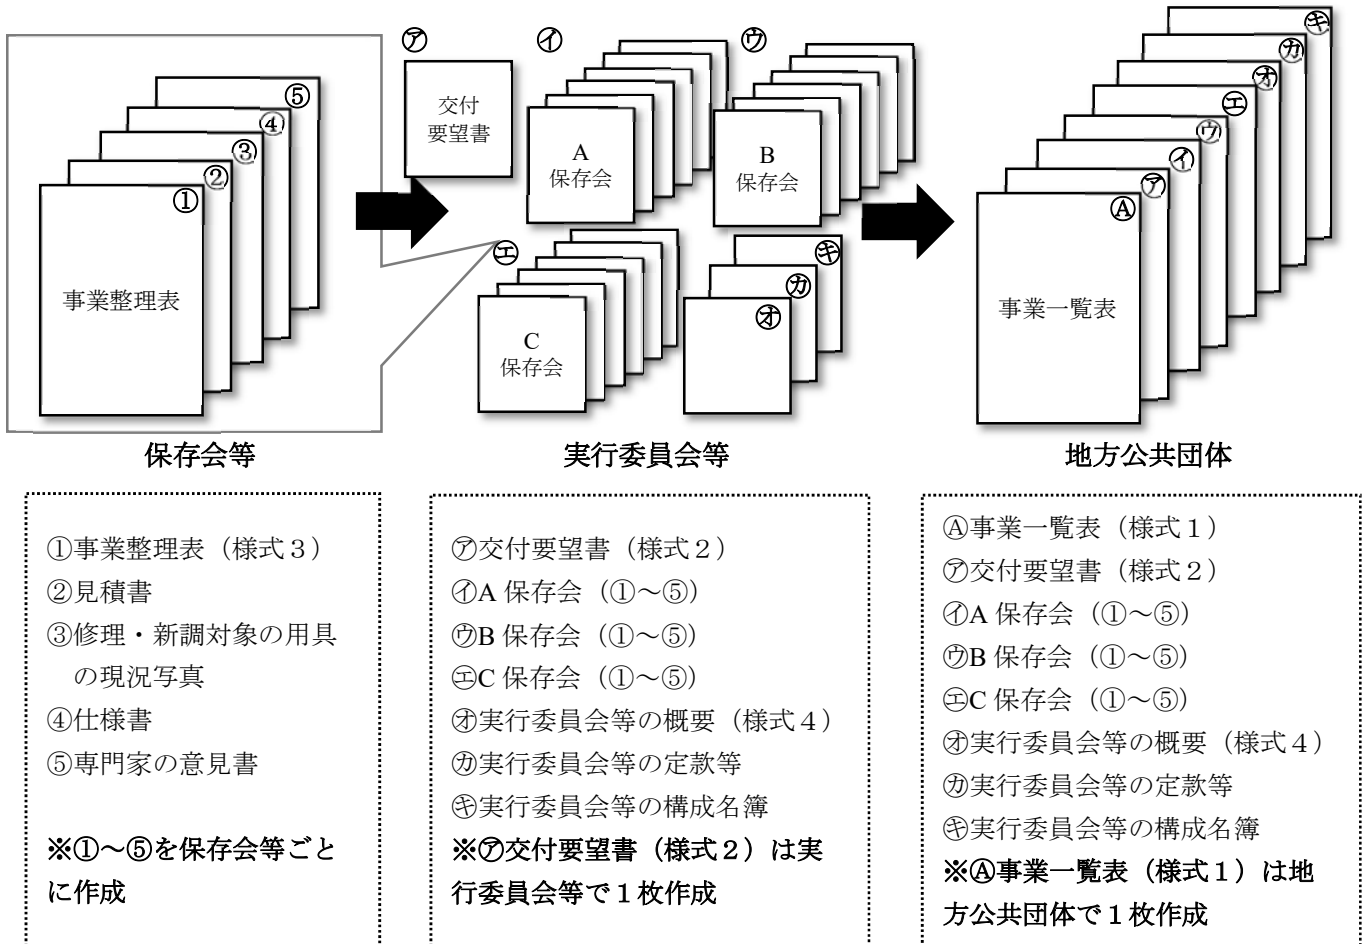 ①
②
③
④
⑤
事業整理表
保存会等
㋐
交付
要望書
㋑
A
保存会
㋒
B
保存会
㋓
C
保存会
㋔
㋕
㋖
実行委員会等
Ⓐ
㋐
㋑
㋒
㋓
㋔
㋕
㋖
事業一覧表
地方公共団体
①事業整理表（様式３）
②見積書
③修理・新調対象の用具
の現況写真
④仕様書
⑤専門家の意見書
※①～⑤を保存会等ごと
に作成
㋐交付要望書（様式２）
㋑A 保存会（①～⑤）
㋒B 保存会（①～⑤）
㋓C 保存会（①～⑤）
㋔実行委員会等の概要（様式４）
㋕実行委員会等の定款等
㋖実行委員会等の構成名簿
※㋐交付要望書（様式２）は実
行委員会等で１枚作成
Ⓐ事業一覧表（様式１）
㋐交付要望書（様式２）
㋑A 保存会（①～⑤）
㋒B 保存会（①～⑤）
㋓C 保存会（①～⑤）
㋔実行委員会等の概要（様式４）
㋕実行委員会等の定款等
㋖実行委員会等の構成名簿
※Ⓐ事業一覧表（様式１）は地
方公共団体で１枚作成